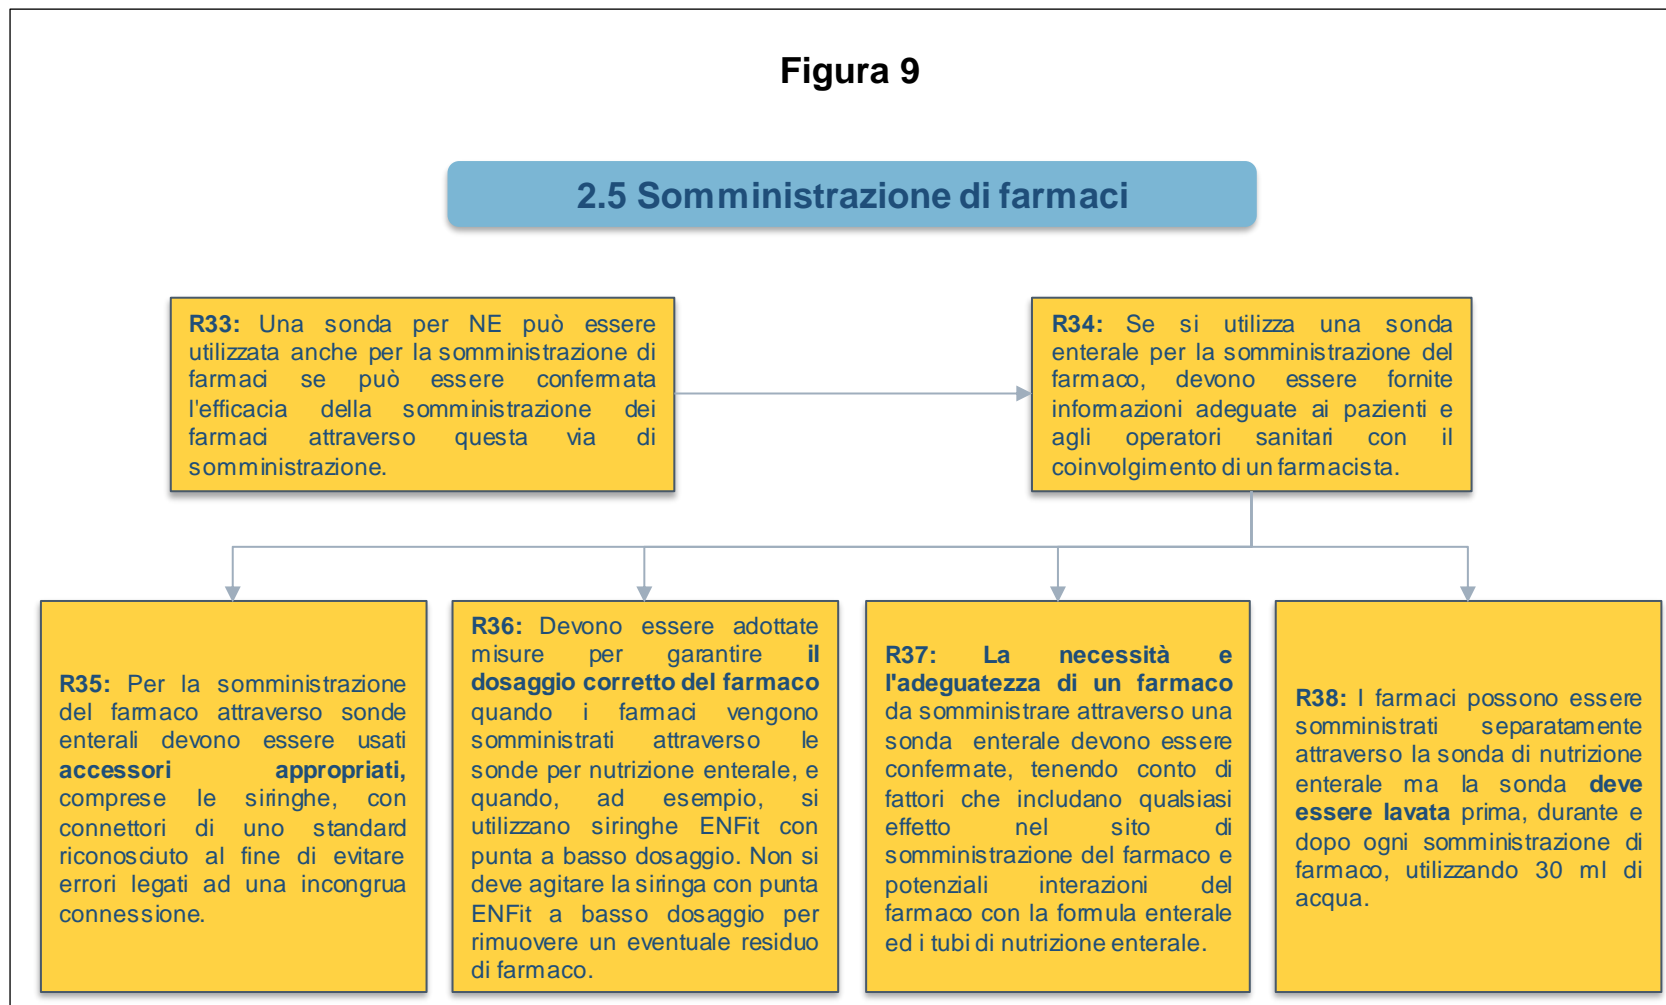 Figura 9
2.5 Somministrazione di farmaci
R33: Una sonda per NE può essere
utilizzata anche per la somministrazione di
farmaci se può essere confermata
l'efficacia della somministrazione dei
farmaci attraverso questa via di
somministrazione.
R34: Se si utilizza una sonda
enterale per la somministrazione del
farmaco, devono essere fornite
informazioni adeguate ai pazienti e
agli operatori sanitari con il
coinvolgimento di un farmacista.
R35: Per la somministrazione
del farmaco attraverso sonde
enterali devono essere usati
accessori appropriati,
comprese le siringhe, con
connettori di uno standard
riconosciuto al fine di evitare
errori legati ad una incongrua
connessione.
R36: Devono essere adottate
misure per garantire il
dosaggio corretto del farmaco
quando i farmaci vengono
somministrati attraverso le
sonde per nutrizione enterale, e
quando, ad esempio, si
utilizzano siringhe ENFit con
punta a basso dosaggio. Non si
deve agitare la siringa con punta
ENFit a basso dosaggio per
rimuovere un eventuale residuo
di farmaco.
R37: La necessità e
l'adeguatezza di un farmaco
da somministrare attraverso una
sonda enterale devono essere
confermate, tenendo conto di
fattori che includano qualsiasi
effetto nel sito di
somministrazione del farmaco e
potenziali interazioni del
farmaco con la formula enterale
ed i tubi di nutrizione enterale.
R38: I farmaci possono essere
somministrati separatamente
attraverso la sonda di nutrizione
enterale ma la sonda deve
essere lavata prima, durante e
dopo ogni somministrazione di
farmaco, utilizzando 30 ml di
acqua.